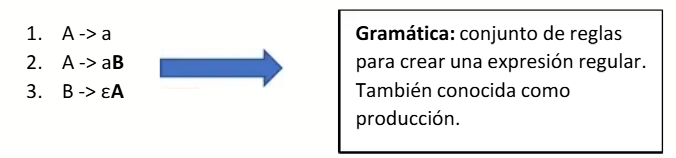 1. A -> a
2. A -> aB
3. B -> εA
Gramática: conjunto de reglas
para crear una expresión regular.
También conocida como
producción.